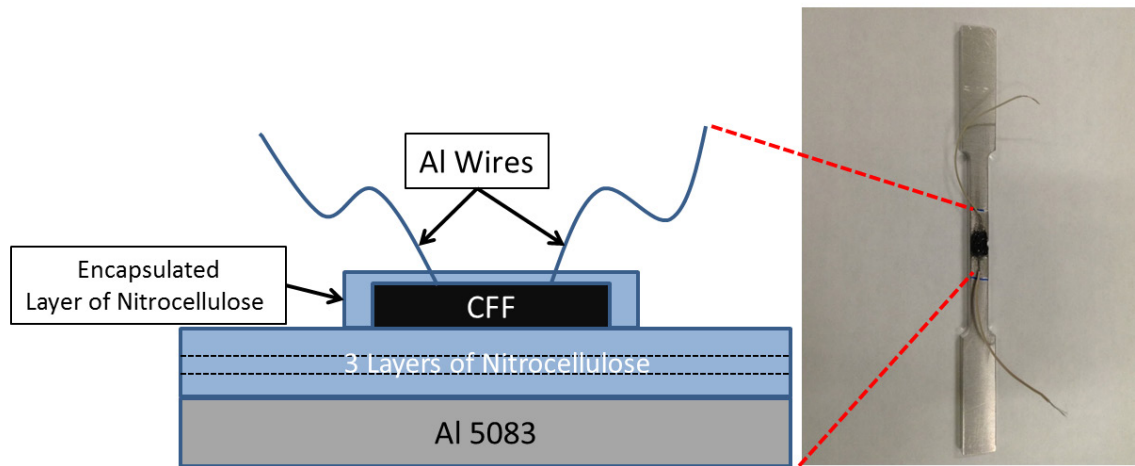 Al Wires
Encapsulated
Layer of Nitrocellulose
CFF
3 Layers of Nitrocellulose
Al 5083